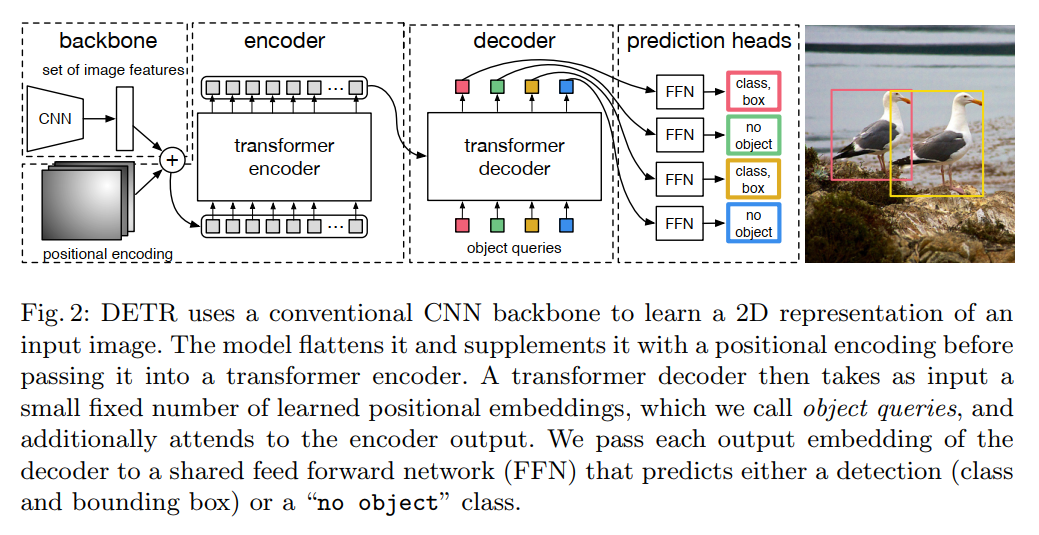 backbone
set of image features
CNN
+
positional encoding
encoder
...
transformer
encoder
...
decoder
transformer
decoder
object queries
prediction heads
FFN
class,
box
FFN
no
object
FFN
class,
box
FFN
no
object
Fig. 2: DETR uses a conventional CNN backbone to learn a 2D representation of an
input image. The model flattens it and supplements it with a positional encoding before
passing it into a transformer encoder. A transformer decoder then takes as input a
small fixed number of learned positional embeddings, which we call object queries, and
additionally attends to the encoder output. We pass each output embedding of the
decoder to a shared feed forward network (FFN) that predicts either a detection (class
and bounding box) or a “no object” class.